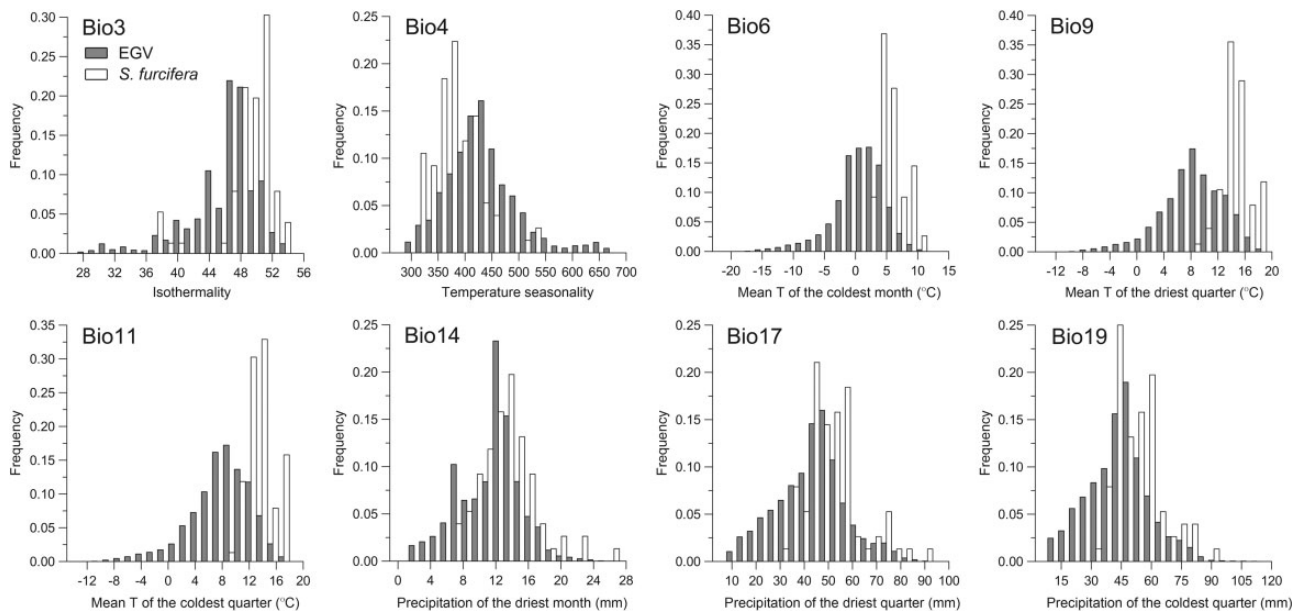 Bio3
EGV
S. furcifera
Frequency
0.30
0.25
0.20
0.15
0.10
0.05
0.00
28 32 36 40 44 48 52 56
Isothermality
Bio4
Frequency
0.25
0.20
0.15
0.10
0.05
0.00
300 350 400 450 500 550 600 650 700
Temperature seasonality
Bio6
Frequency
0.40
0.35
0.30
0.25
0.20
0.15
0.10
0.05
0.00
-20 -15 -10 -5 0 5 10 15
Mean T of the coldest month (°C)
Bio9
Frequency
0.40
0.35
0.30
0.25
0.20
0.15
0.10
0.05
0.00
-12 -8 -4 0 4 8 12 16 20
Mean T of the driest quarter (°C)
Bio11
Frequency
0.35
0.30
0.25
0.20
0.15
0.10
0.05
0.00
-12 -8 -4 0 4 8 12 16 20
Mean T of the coldest quarter (°C)
Bio14
Frequency
0.25
0.20
0.15
0.10
0.05
0.00
0 4 8 12 16 20 24 28
Precipitation of the driest month (mm)
Bio17
Frequency
0.25
0.20
0.15
0.10
0.05
0.00
10 20 30 40 50 60 70 80 90 100
Precipitation of the driest quarter (mm)
Bio19
Frequency
0.25
0.20
0.15
0.10
0.05
0.00
15 30 45 60 75 90 105 120
Precipitation of the coldest quarter (mm)